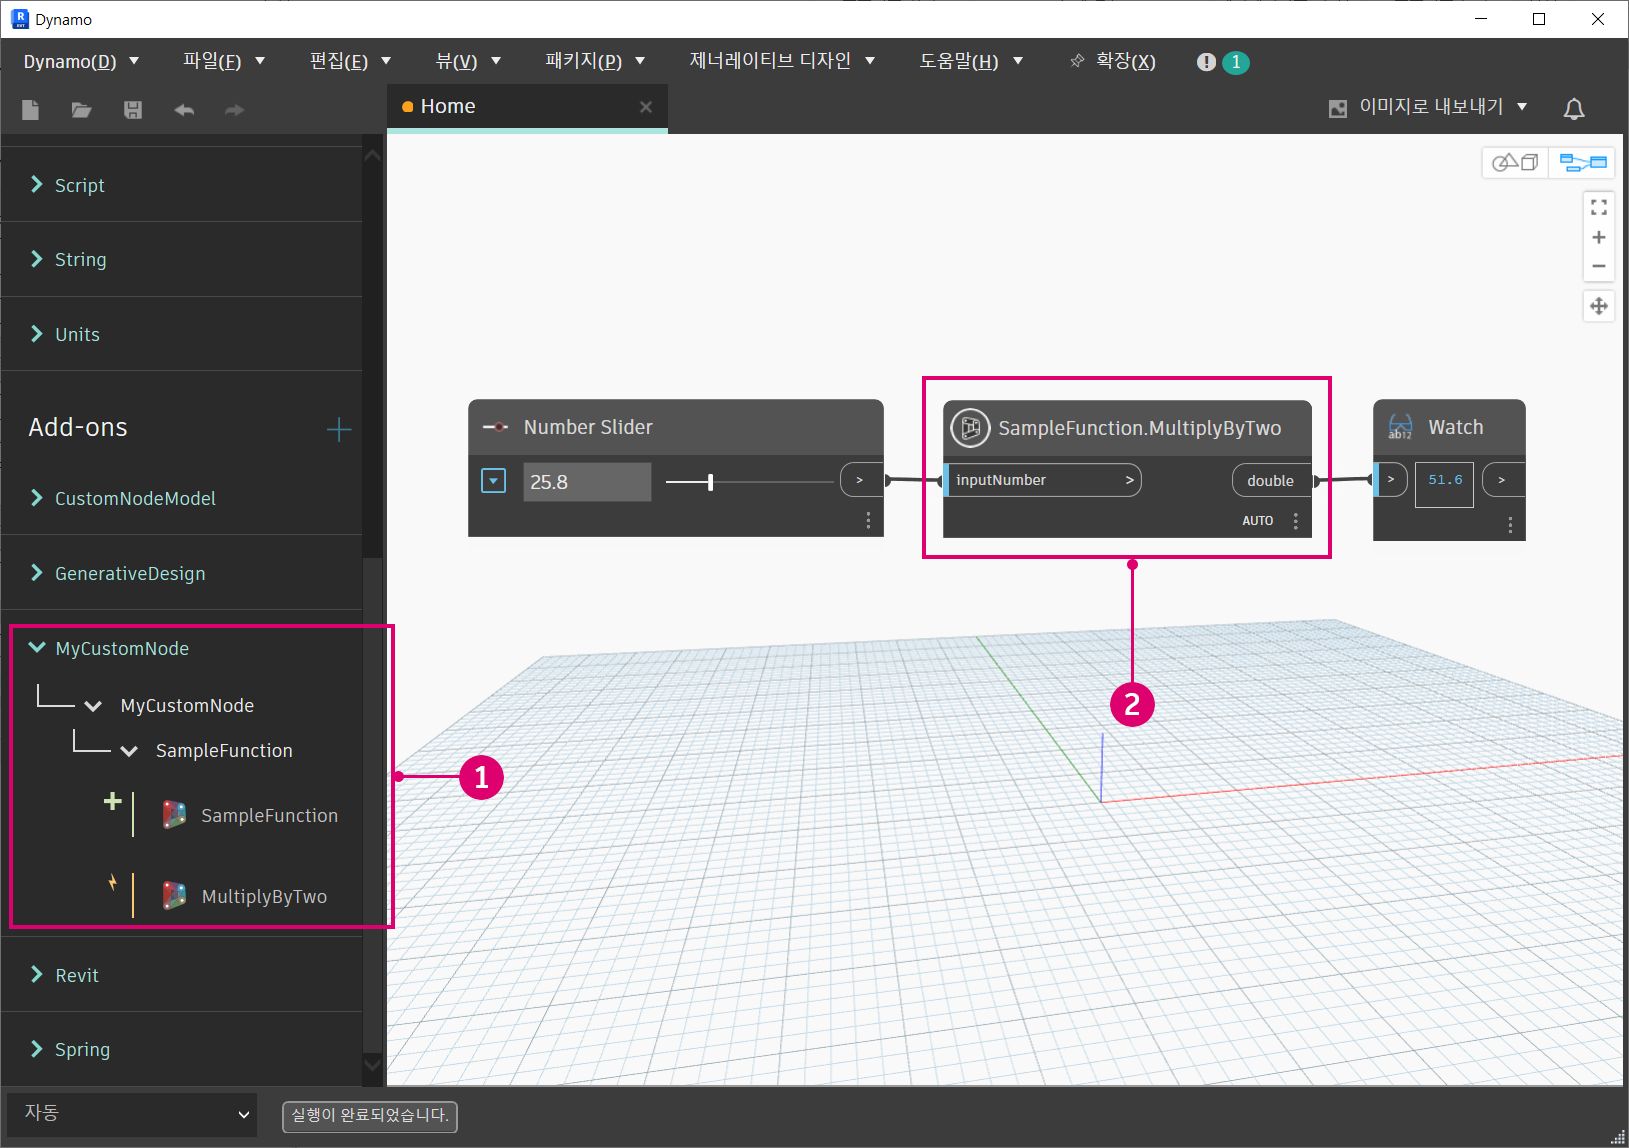 Dynamo
Dynamo(D) 파일(F) 편집(E) 뷰(V) 패키지(P) 제너레이티브 디자인 도움말(H) 확장(X) 1
Home
이미지로 내보내기
Script
String
Units
Add-ons
CustomNodeModel
GenerativeDesign
MyCustomNode
MyCustomNode
SampleFunction
SampleFunction
MultiplyByTwo
Revit
Spring
Number Slider
25.8
>
SampleFunction.MultiplyByTwo
inputNumber >
double
AUTO
ab12
Watch
> 51.6 >
1
2
자동
실행이 완료되었습니다.